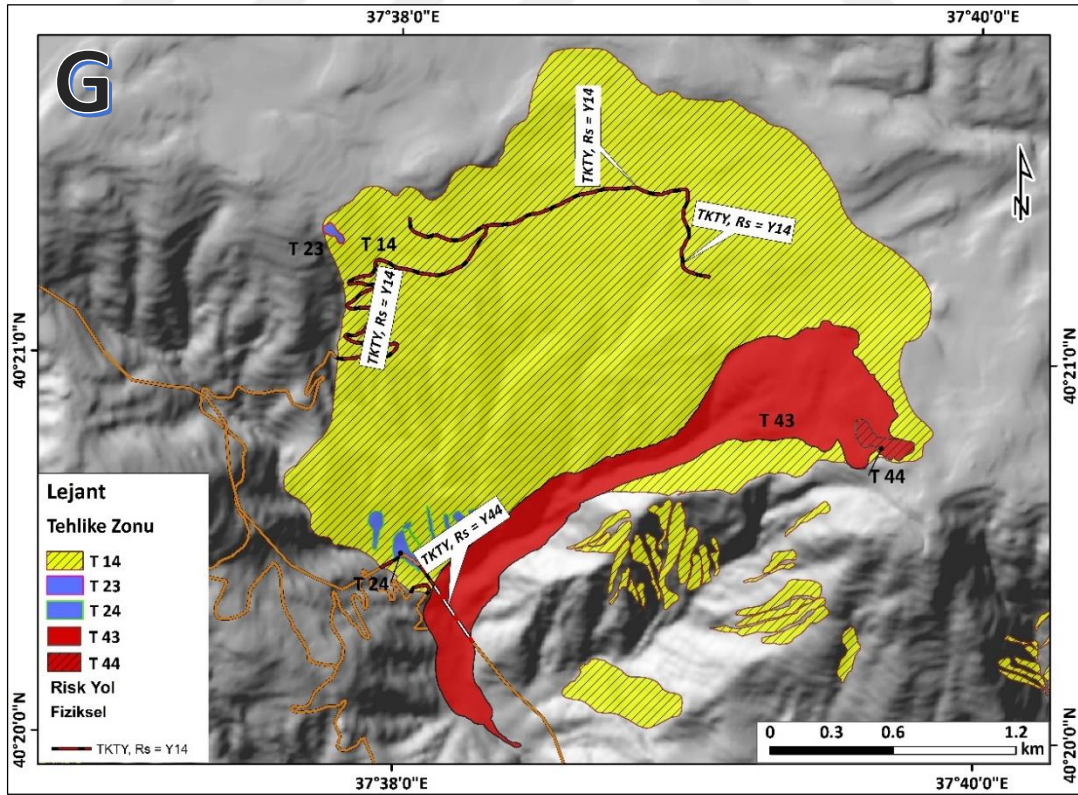 37°38'0"E
37°40'0"E
G
TKTY, Rs = Y14
TKTY, Rs = Y14
T 23
T 14
TKTY, Rs = Y14
40°21'0"N
40°21'0"N
N
T 43
T 44
Lejant
Tehlike Zonu
T 14
T 23
T 24
T 43
T 44
Risk Yol
Fiziksel
TKTY, Rs = Y14
TKTY, Rs = Y44
T 24
0 0.3 0.6 1.2
km
40°20'0"N
40°20'0"N
37°38'0"E
37°40'0"E